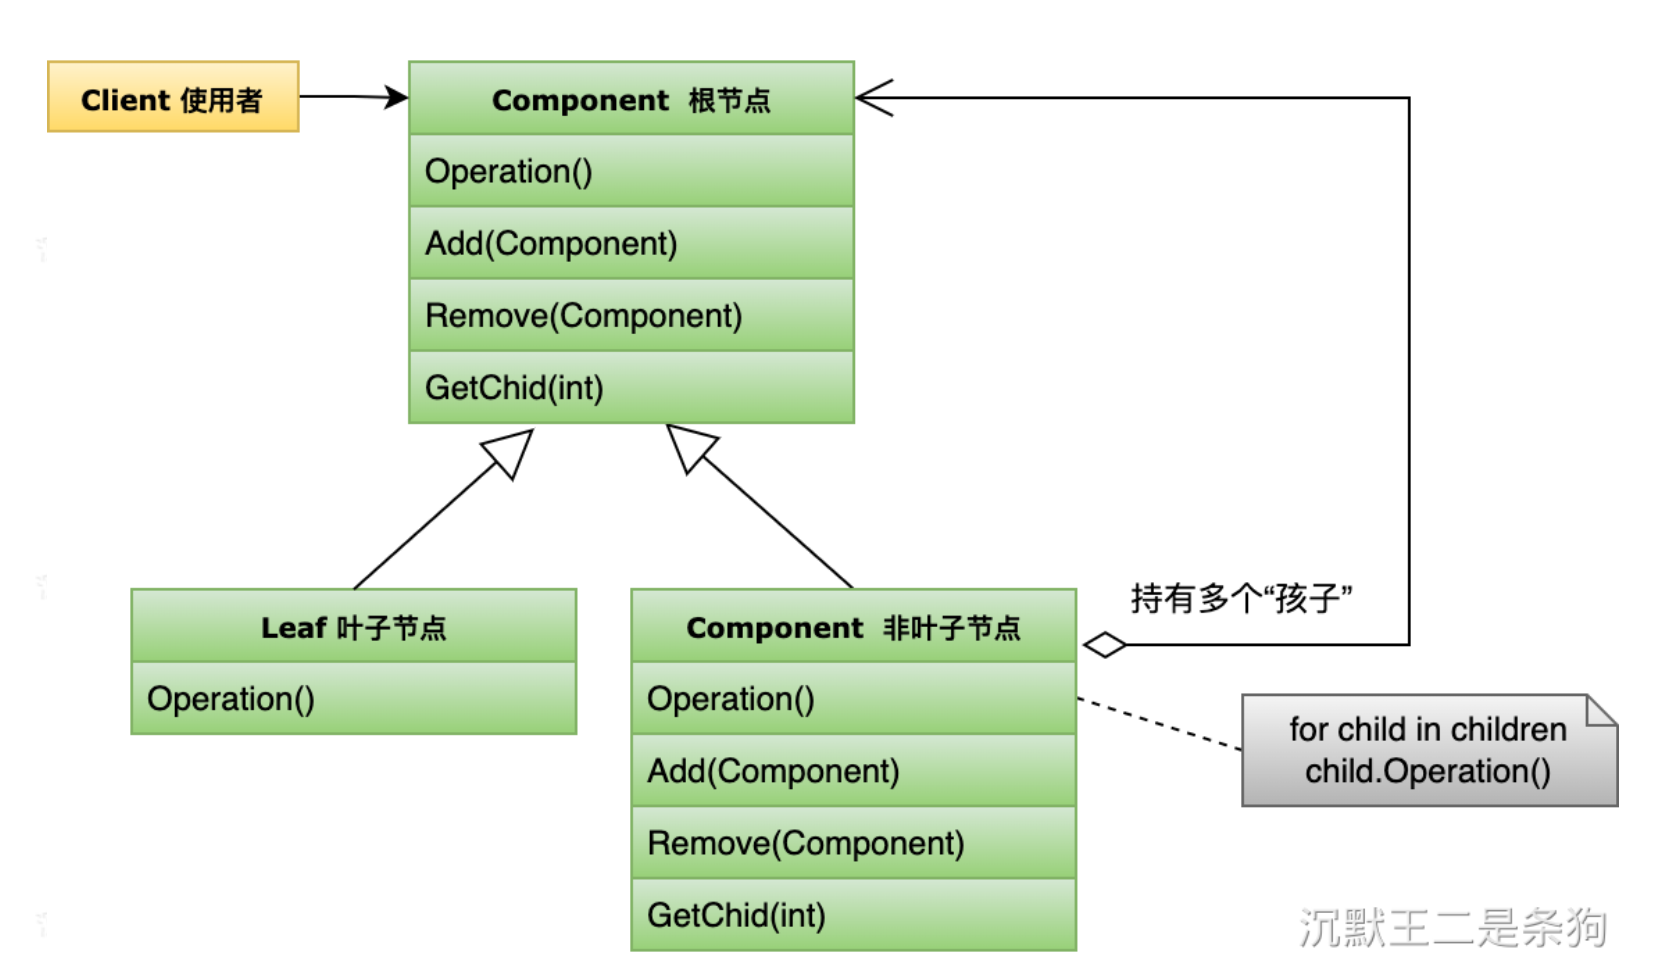 Client 使用者
Component 根节点
Operation()
Add(Component)
Remove(Component)
GetChid(int)
持有多个“孩子”
Leaf 叶子节点
Operation()
Component 非叶子节点
Operation()
Add(Component)
Remove(Component)
GetChid(int)
for child in children
child.Operation()
沉默王二是条狗